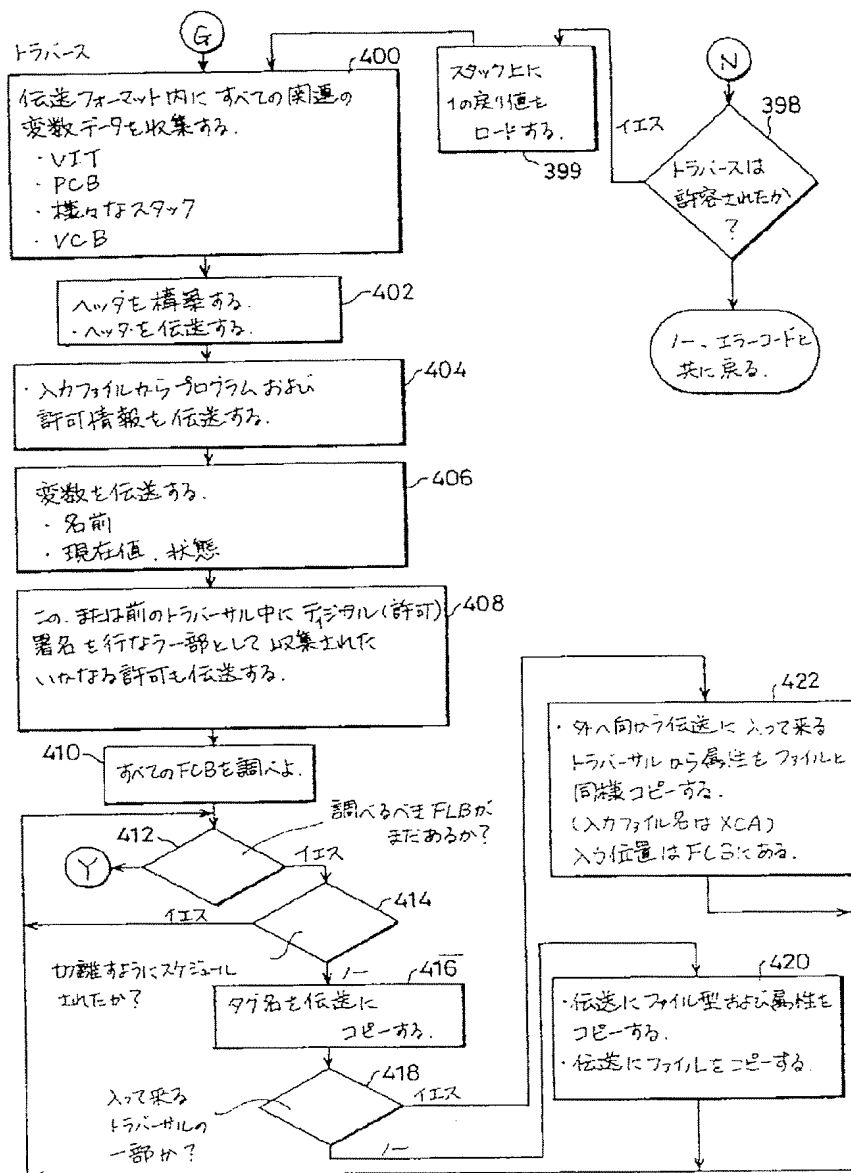 トラバース
G
400
伝送フォーマット内にすべての関連の
変数データを収集する.
・VIT
・PCB
・様々なスタック
・VCB
スタック上に
1の戻り値を
ロードする.
399
イエス
N
398
トラバースは
許容されたか
?
ノー、エラーコードと
共に戻る.
402
ヘッダを構築する.
・ヘッダを伝送する.
404
・入力ファイルからプログラムおよび
許可情報を伝送する.
406
変数を伝送する.
・名前
・現在値、状態
408
この、または前のトラバーサル中にディジタル(許可)
署名を行なう一部として収集された
いかなる許可も伝送する.
410
すべてのFCBを調べよ.
412
調べるべきFLBが
まだあるか?
Y
イエス
414
イエス
切離すようにスケジュール
されたか?
ノー
416
タグ名を伝送に
コピーする.
418
イエス
入って来る
トラバーサルの
一部か?
ノー
422
・外へ向かう伝送に入って来る
トラバーサルから属性をファイルと
同様コピーする.
(入力ファイル名はXCA)
入力位置はFLBにある.
420
・伝送にファイル型および属性を
コピーする.
・伝送にファイルをコピーする.